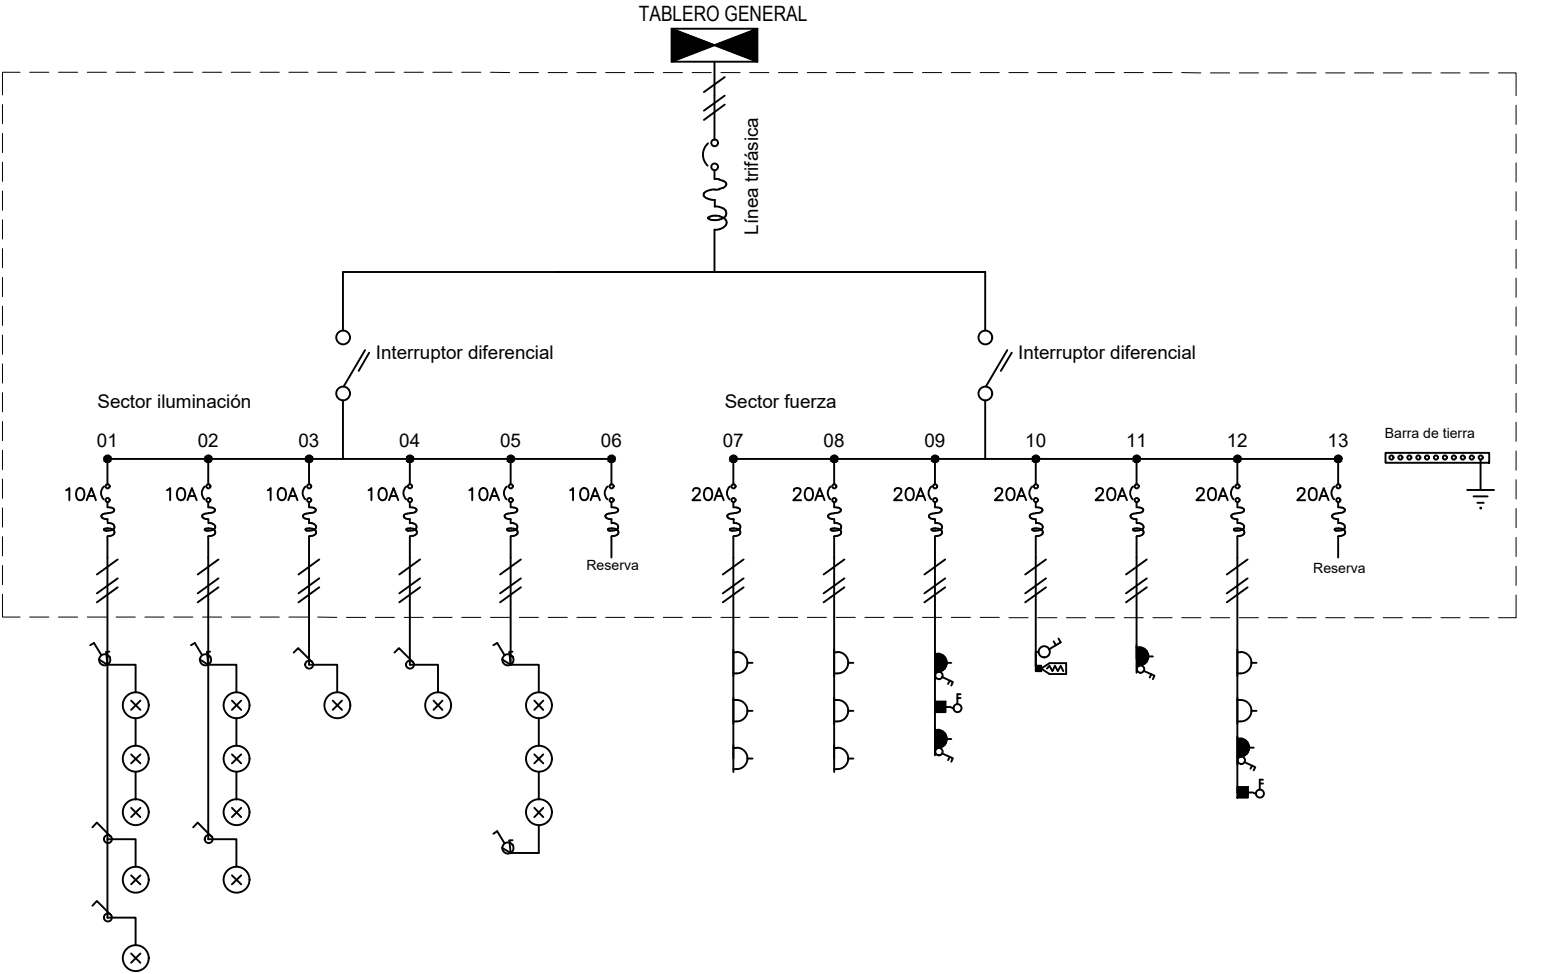 TABLERO GENERAL
Línea trifásica
Interruptor diferencial
Interruptor diferencial
Sector iluminación
Sector fuerza
01 02 03 04 05 06
07 08 09 10 11 12 13
Barra de tierra
10A 10A 10A 10A 10A 10A
20A 20A 20A 20A 20A 20A 20A
Reserva
Reserva